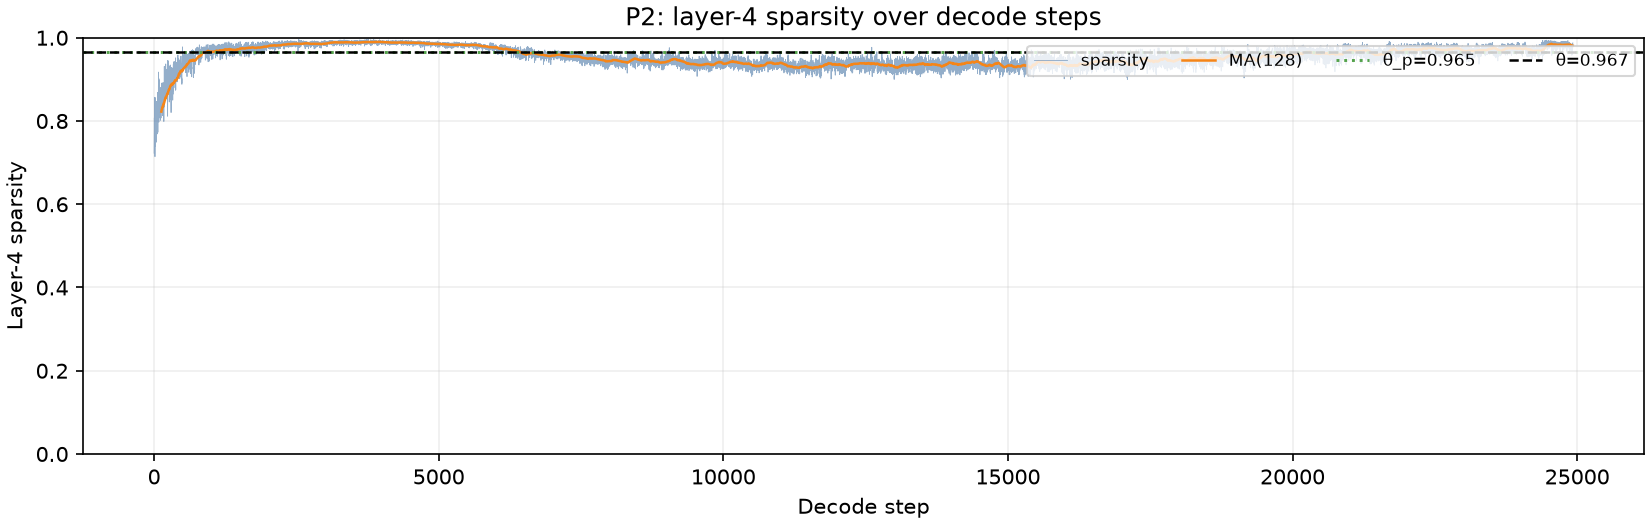 P2: layer-4 sparsity over decode steps
1.0
0.8
0.6
0.4
0.2
0.0
Layer-4 sparsity
sparsity MA(128) θ_p=0.965 θ=0.967
0 5000 10000 15000 20000 25000
Decode step